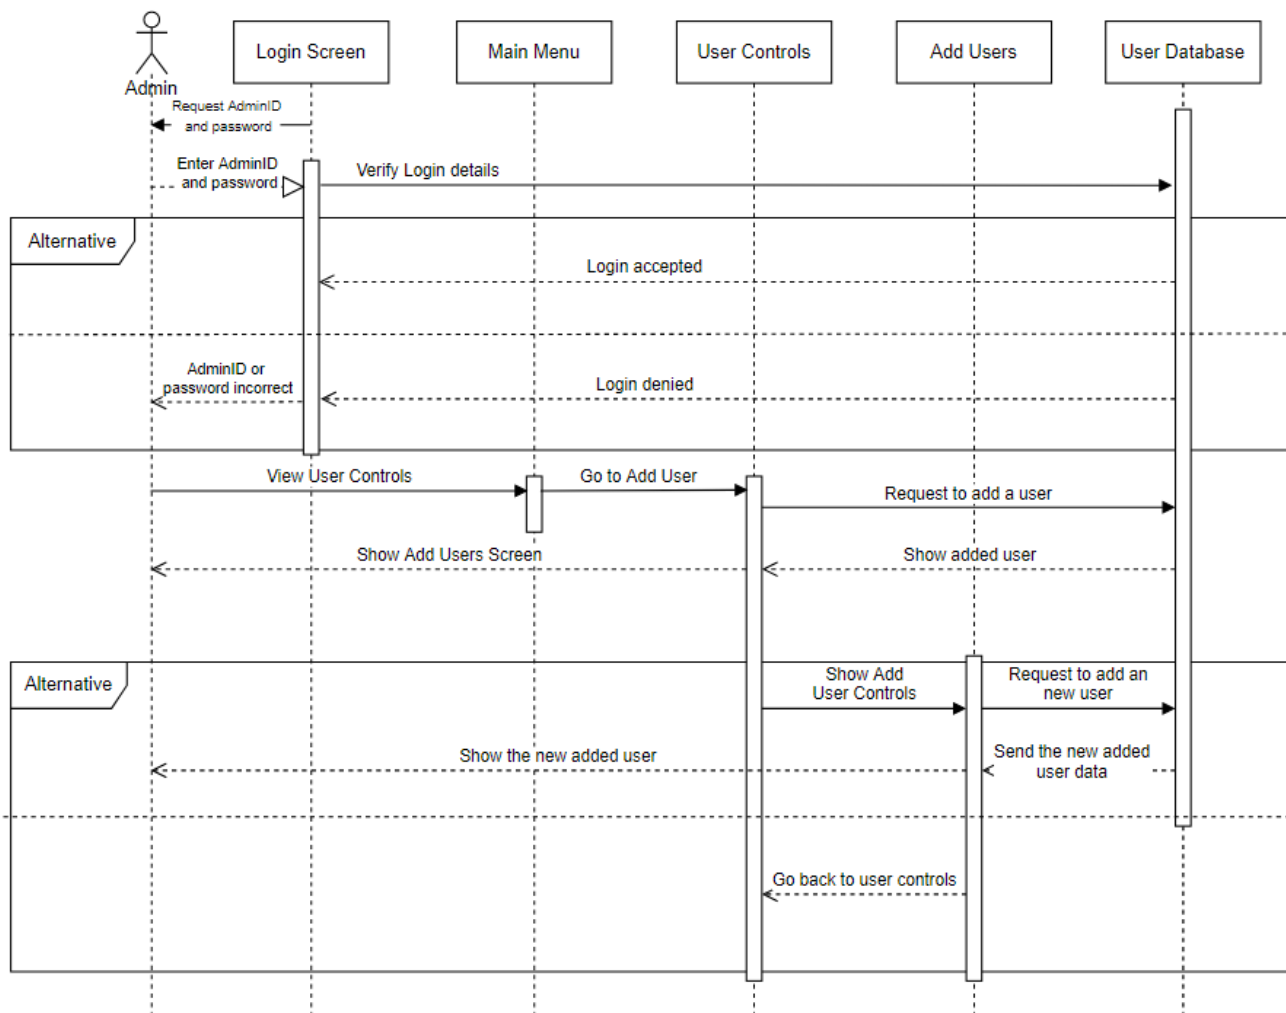 Login Screen
Main Menu
User Controls
Add Users
User Database
Admin
Request AdminID
and password
Enter AdminID
and password
Verify Login details
Alternative
Login accepted
AdminID or
password incorrect
Login denied
View User Controls
Go to Add User
Request to add a user
Show Add Users Screen
Show added user
Alternative
Show Add
User Controls
Request to add an
new user
Show the new added user
Send the new added
user data
Go back to user controls